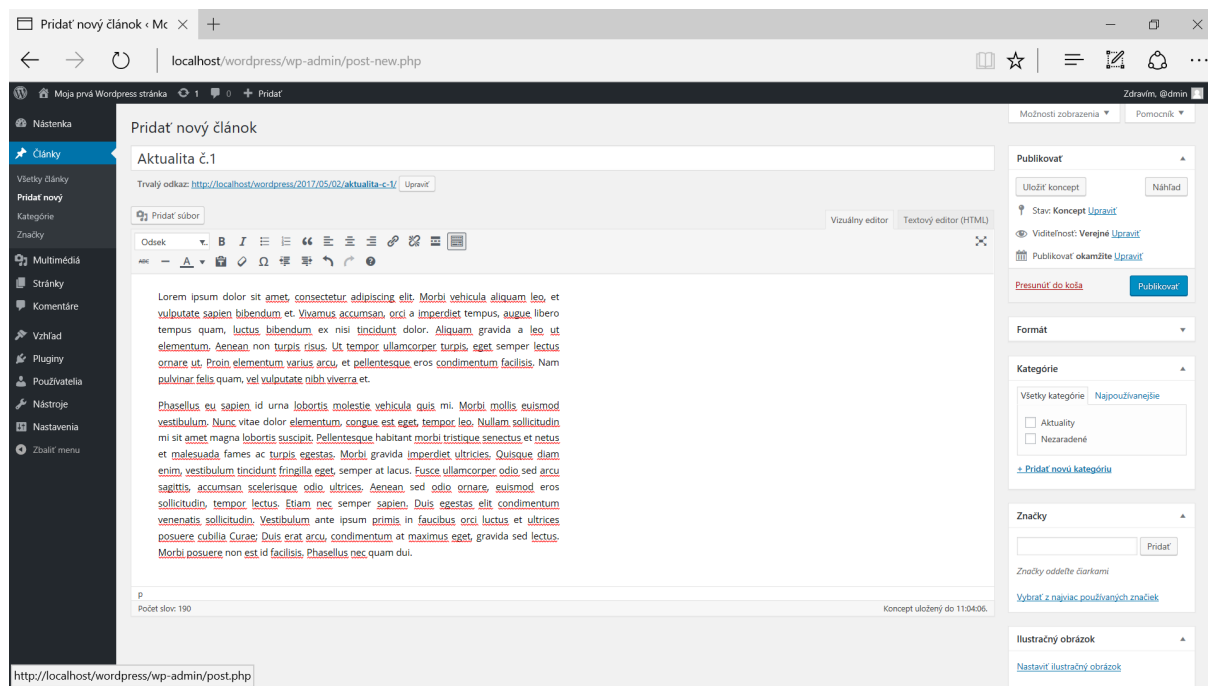 Pridať nový článok ‹ Mc
localhost/wordpress/wp-admin/post-new.php
Moja prvá Wordpress stránka 1 0 + Pridať
Zdravím, @dmin
Nástenka
Články
Všetky články
Pridať nový
Kategórie
Značky
Multimédiá
Stránky
Komentáre
Vzhľad
Pluginy
Používatelia
Nástroje
Nastavenia
Zbaliť menu
Možnosti zobrazenia ▼ Pomocník ▼
Pridať nový článok
Aktualita č.1
Trvalý odkaz: http://localhost/wordpress/2017/05/02/aktualita-c-1/ Upraviť
Pridať súbor
Vizuálny editor Textový editor (HTML)
Odsek B I
ABC A Ω
Lorem ipsum dolor sit amet, consectetur adipiscing elit. Morbi vehicula aliquam leo, et
vulputate sapien bibendum et. Vivamus accumsan, orci a imperdiet tempus, augue libero
tempus quam, luctus bibendum ex nisi tincidunt dolor. Aliquam gravida a leo ut
elementum. Aenean non turpis risus. Ut tempor ullamcorper turpis, eget semper lectus
ornare ut. Proin elementum varius arcu, et pellentesque eros condimentum facilisis. Nam
pulvinar felis quam, vel vulputate nibh viverra et.
Phasellus eu sapien id urna lobortis molestie vehicula quis mi. Morbi mollis euismod
vestibulum. Nunc vitae dolor elementum, congue est eget, tempor leo. Nullam sollicitudin
mi sit amet magna lobortis suscipit. Pellentesque habitant morbi tristique senectus et netus
et malesuada fames ac turpis egestas. Morbi gravida imperdiet ultricies. Quisque diam
enim, vestibulum tincidunt fringilla eget, semper at lacus. Fusce ullamcorper odio sed arcu
sagittis, accumsan scelerisque odio ultrices. Aenean sed odio ornare, euismod eros
sollicitudin, tempor lectus. Etiam nec semper sapien. Duis egestas elit condimentum
venenatis sollicitudin. Vestibulum ante ipsum primis in faucibus orci luctus et ultrices
posuere cubilia Curae; Duis erat arcu, condimentum at maximus eget, gravida sed lectus.
Morbi posuere non est id facilisis. Phasellus nec quam dui.
p
Počet slov: 190
Koncept uložený do 11:04:06.
Publikovať
Uložiť koncept Náhľad
Stav: Koncept Upraviť
Viditeľnosť: Verejné Upraviť
Publikovať okamžite Upraviť
Presunúť do koša Publikovať
Formát
Kategórie
Všetky kategórie Najpoužívanejšie
Aktuality
Nezaradené
+ Pridať novú kategóriu
Značky
Pridať
Značky oddeľte čiarkami
Vybrať z najviac používaných značiek
Ilustračný obrázok
Nastaviť ilustračný obrázok
http://localhost/wordpress/wp-admin/post.php